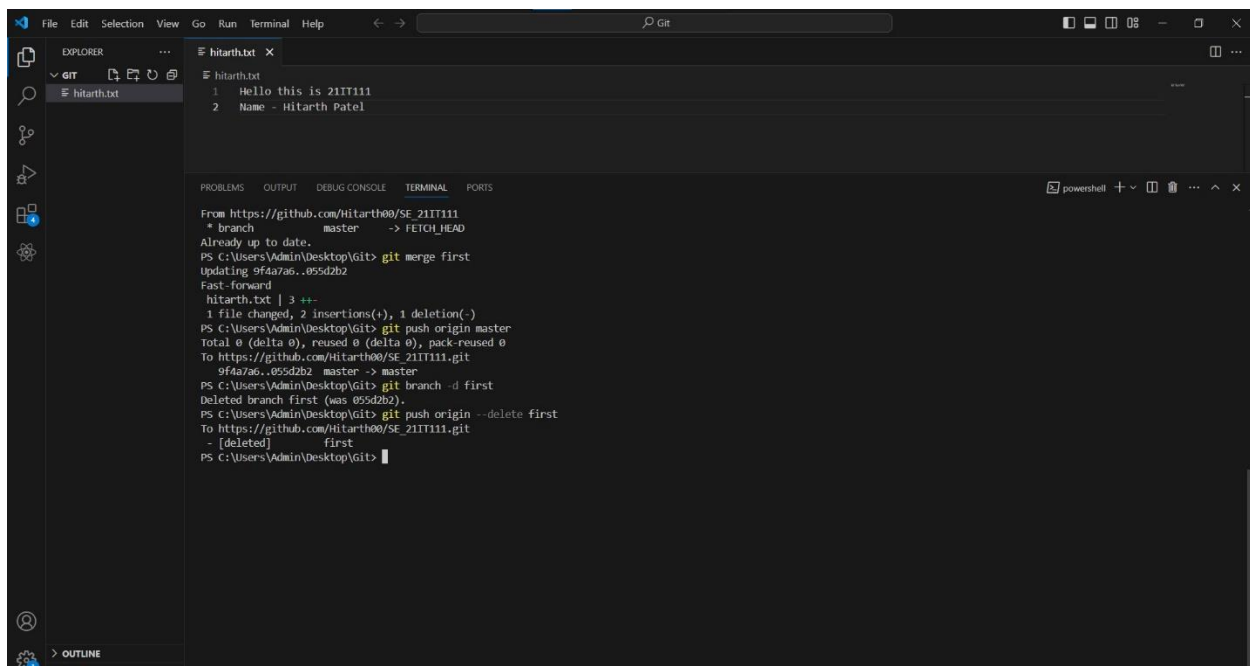 File Edit Selection View Go Run Terminal Help Git
EXPLORER ...
GIT
hitarth.txt
OUTLINE
hitarth.txt
hitarth.txt
1 Hello this is 21IT111
2 Name - Hitarth Patel
PROBLEMS OUTPUT DEBUG CONSOLE TERMINAL PORTS powershell
From https://github.com/Hitarth00/SE_21IT111
* branch master -> FETCH_HEAD
Already up to date.
PS C:\Users\Admin\Desktop\Git> git merge first
Updating 9f4a7a6..055d2b2
Fast-forward
hitarth.txt | 3 ++-
1 file changed, 2 insertions(+), 1 deletion(-)
PS C:\Users\Admin\Desktop\Git> git push origin master
Total 0 (delta 0), reused 0 (delta 0), pack-reused 0
To https://github.com/Hitarth00/SE_21IT111.git
9f4a7a6..055d2b2 master -> master
PS C:\Users\Admin\Desktop\Git> git branch -d first
Deleted branch first (was 055d2b2).
PS C:\Users\Admin\Desktop\Git> git push origin --delete first
To https://github.com/Hitarth00/SE_21IT111.git
- [deleted] first
PS C:\Users\Admin\Desktop\Git>
4